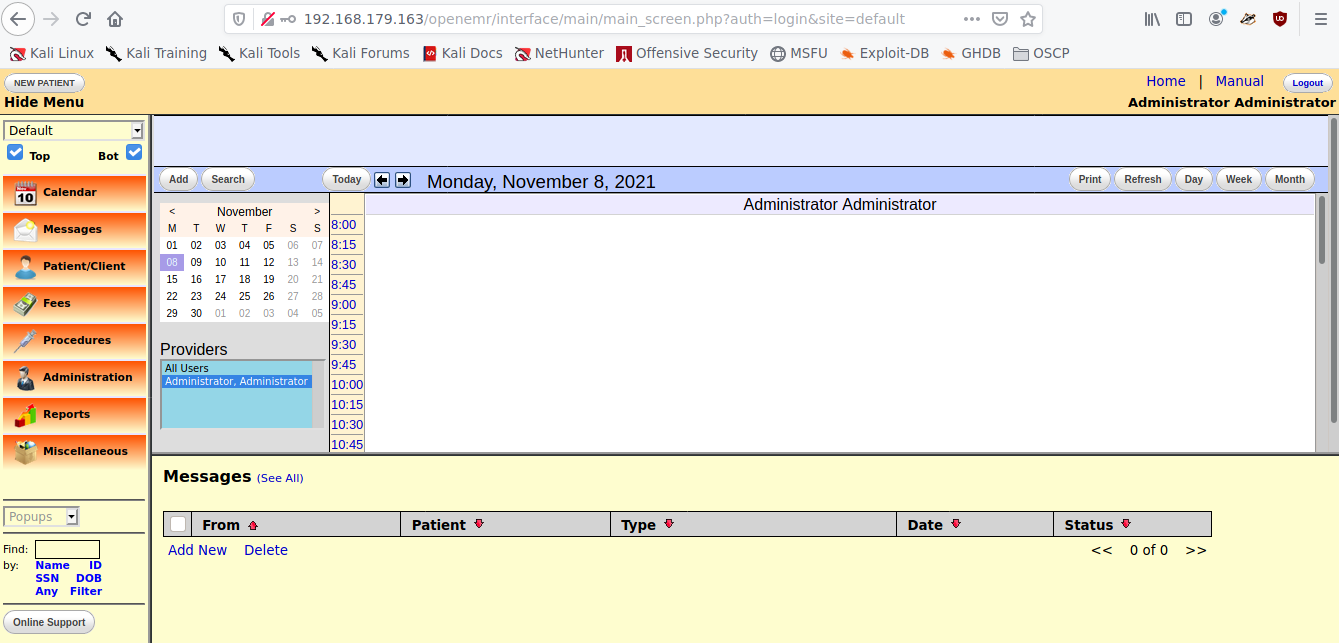 192.168.179.163/openemr/interface/main/main_screen.php?auth=login&site=default
Kali Linux Kali Training Kali Tools Kali Forums Kali Docs NetHunter Offensive Security MSFU Exploit-DB GHDB OSCP
NEW PATIENT Home | Manual Logout
Hide Menu Administrator Administrator
Default
Top Bot
Calendar
Messages
Patient/Client
Fees
Procedures
Administration
Reports
Miscellaneous
Popups
Find:
by: Name ID
SSN DOB
Any Filter
Online Support
Add Search Today Monday, November 8, 2021 Print Refresh Day Week Month
< November >
M T W T F S S
01 02 03 04 05 06 07
08 09 10 11 12 13 14
15 16 17 18 19 20 21
22 23 24 25 26 27 28
29 30 01 02 03 04 05
Providers
All Users
Administrator, Administrator
Administrator Administrator
8:00
8:15
8:30
8:45
9:00
9:15
9:30
9:45
10:00
10:15
10:30
10:45
Messages (See All)
From Patient Type Date Status
Add New Delete << 0 of 0 >>